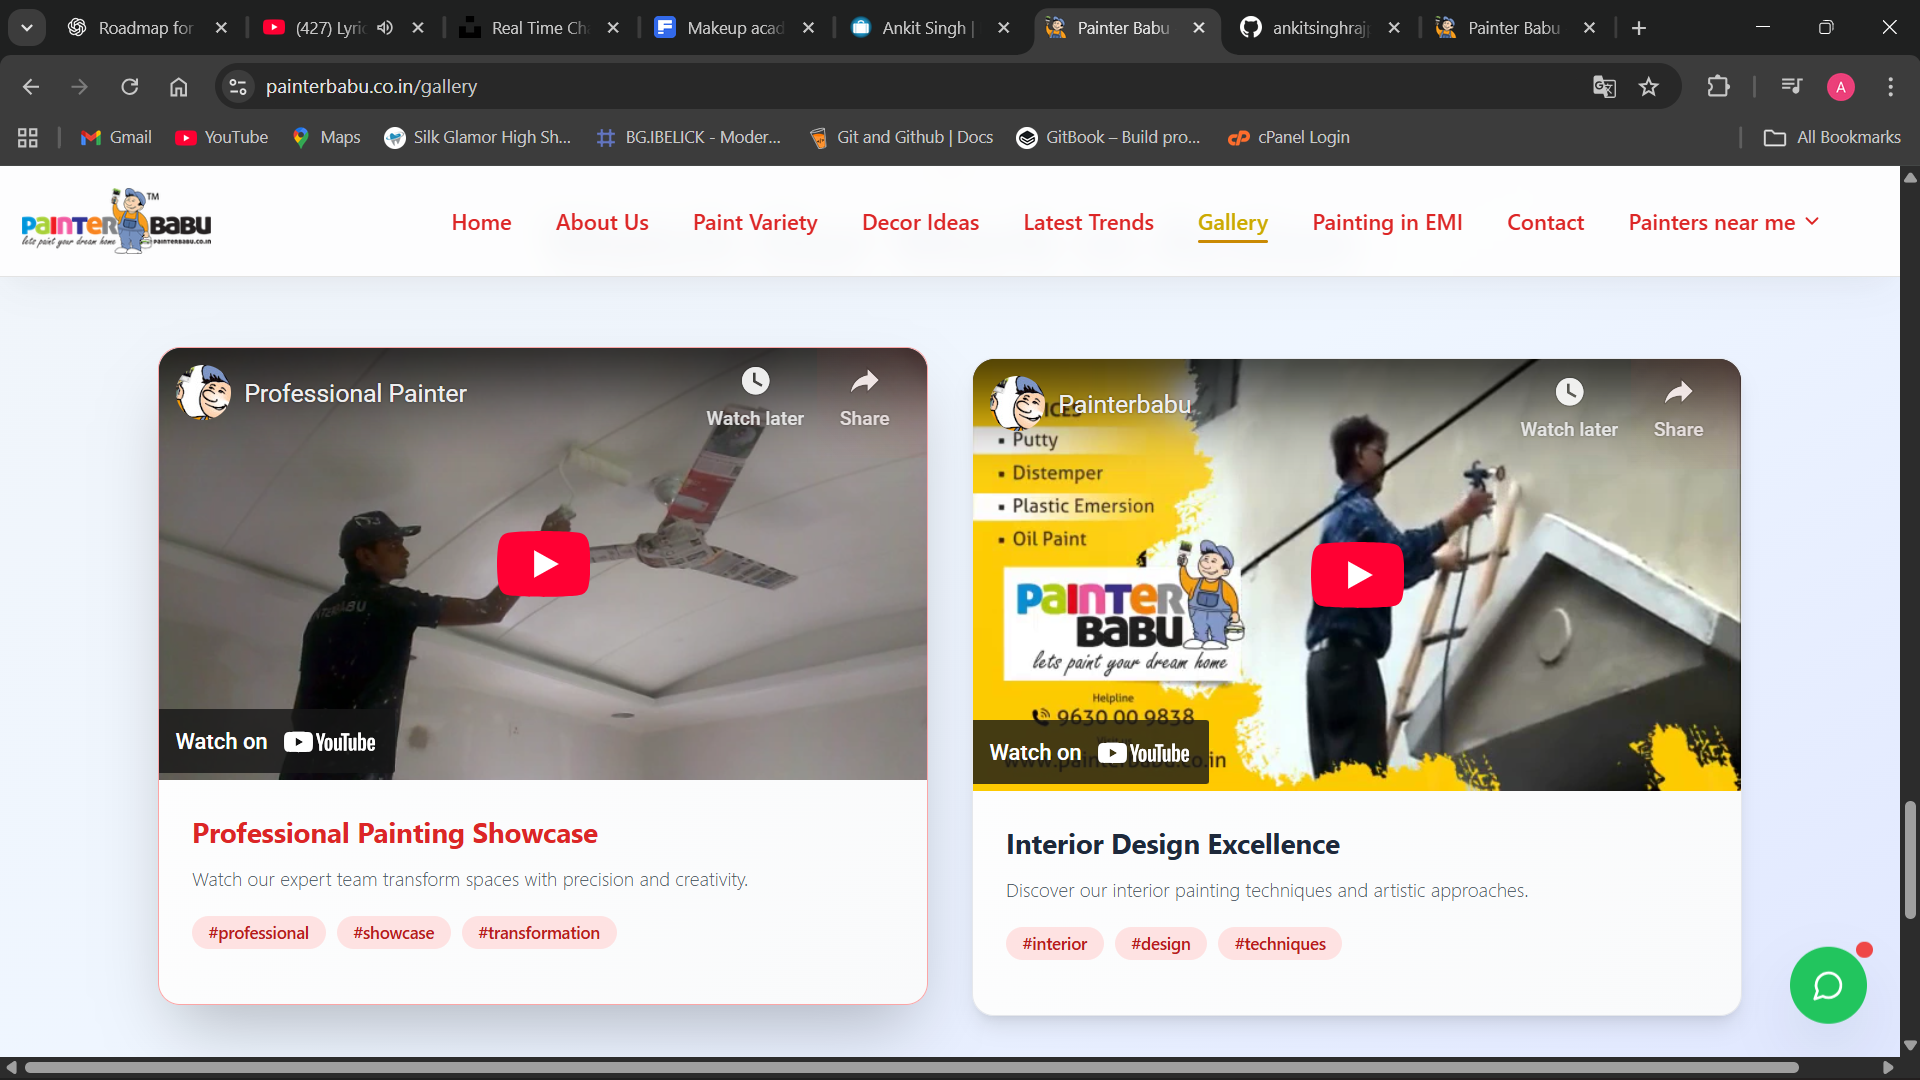 Roadmap for
(427) Lyri
Real Time Ch
Makeup acad
Ankit Singh |
Painter Babu
ankitsinghraj
Painter Babu
painterbabu.co.in/gallery
A
Gmail
YouTube
Maps
Silk Glamor High Sh...
BG.IBELICK - Moder...
Git and Github | Docs
GitBook – Build pro...
cPanel Login
All Bookmarks
PAINTER BABU TM
lets paint your dream home PAINTERBABU.CO.IN
Home
About Us
Paint Variety
Decor Ideas
Latest Trends
Gallery
Painting in EMI
Contact
Painters near me
Professional Painter
Watch later
Share
Watch on YouTube
Professional Painting Showcase
Watch our expert team transform spaces with precision and creativity.
#professional
#showcase
#transformation
Painterbabu
Watch later
Share
▪ Putty
▪ Distemper
▪ Plastic Emersion
▪ Oil Paint
PAINTER
BABU
lets paint your dream home
Helpline
9630 00 9838
Watch on YouTube
Interior Design Excellence
Discover our interior painting techniques and artistic approaches.
#interior
#design
#techniques